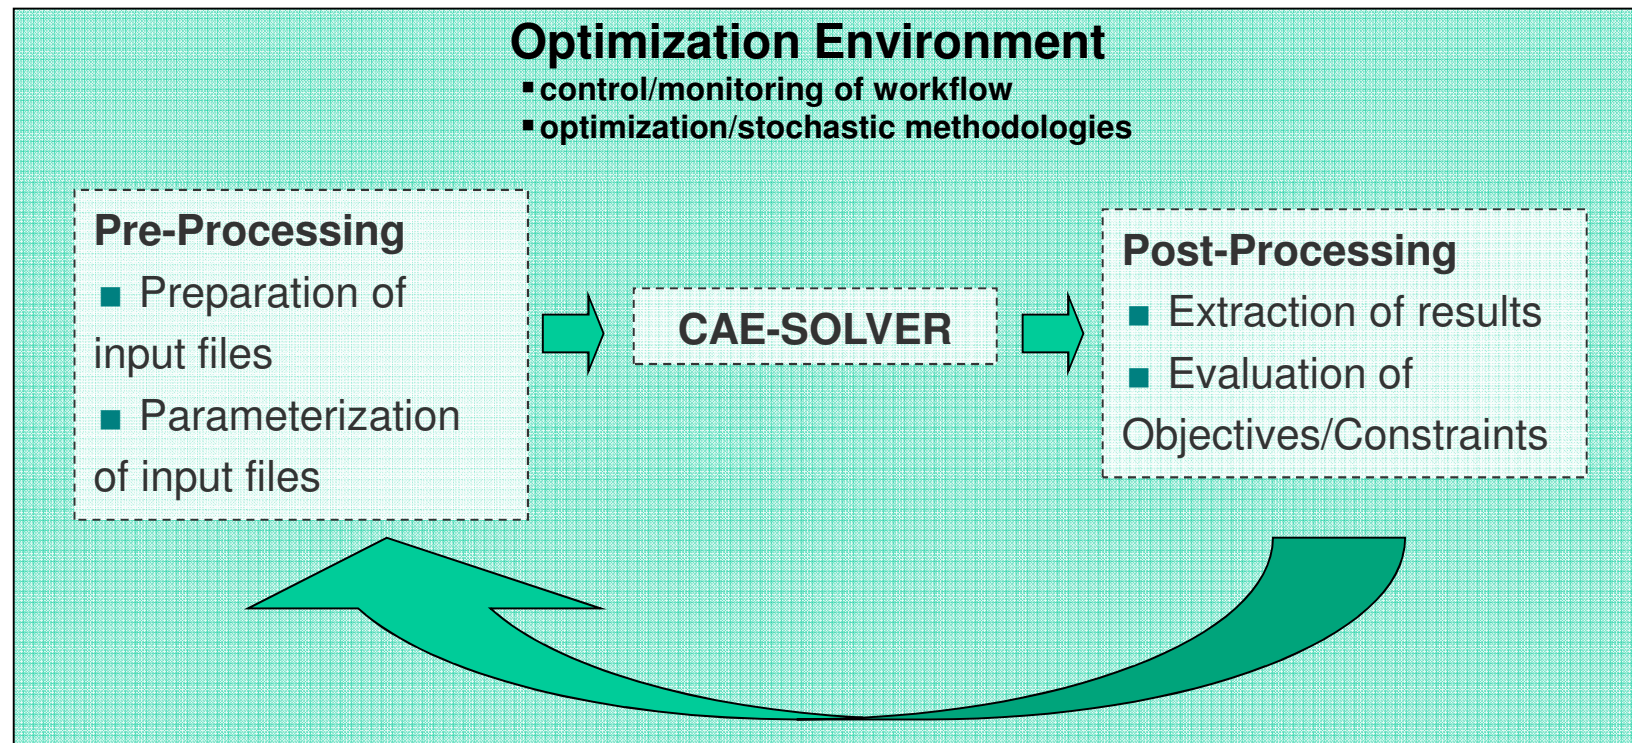 Optimization Environment
▪control/monitoring of workflow
▪optimization/stochastic methodologies
Pre-Processing
■ Preparation of
input files
■ Parameterization
of input files
CAE-SOLVER
Post-Processing
■ Extraction of results
■ Evaluation of
Objectives/Constraints